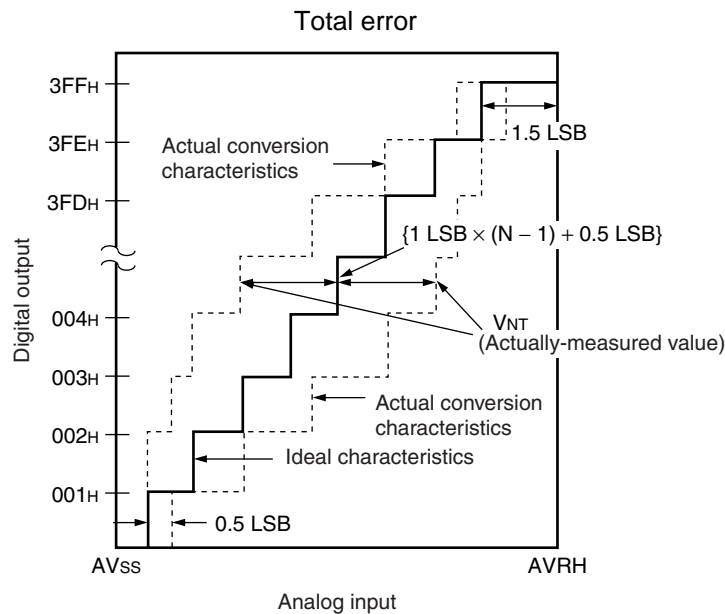 Total error
3FFH
3FEH
3FDH
004H
003H
002H
001H
Digital output
Actual conversion
characteristics
1.5 LSB
{1 LSB × (N − 1) + 0.5 LSB}
VNT
(Actually-measured value)
Actual conversion
characteristics
Ideal characteristics
0.5 LSB
AVSS
AVRH
Analog input